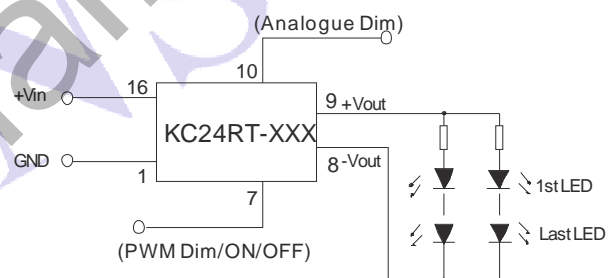 (Analogue Dim)
10
+Vin
16
9
+Vout
KC24RT-XXX
GND
1
8
-Vout
7
1st LED
(PWM Dim/ON/OFF)
Last LED